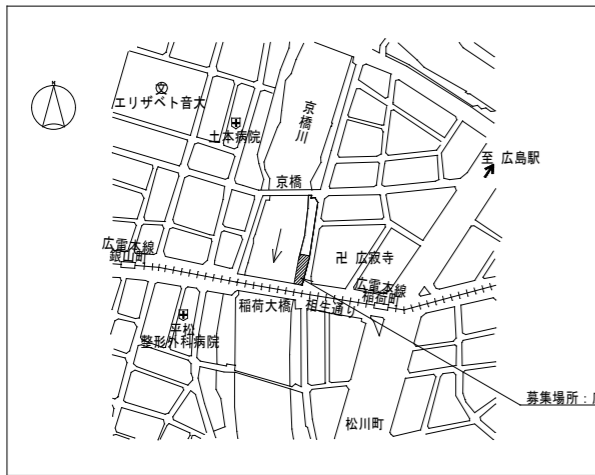 N
文
エリザベト音大
土本病院
京橋川
至 広島駅
京橋
卍 広寂寺
広電本線
銀山町
広電本線
稲荷町
稲荷大橋 相生通り
平松
整形外科病院
募集場所：広
松川町